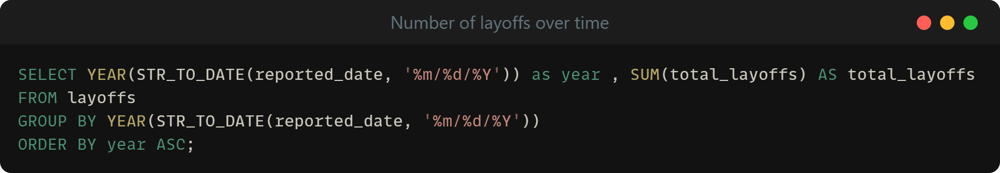 Number of layoffs over time
SELECT YEAR(STR_TO_DATE(reported_date, '%m/%d/%Y')) as year , SUM(total_layoffs) AS total_layoffs
FROM layoffs
GROUP BY YEAR(STR_TO_DATE(reported_date, '%m/%d/%Y'))
ORDER BY year ASC;